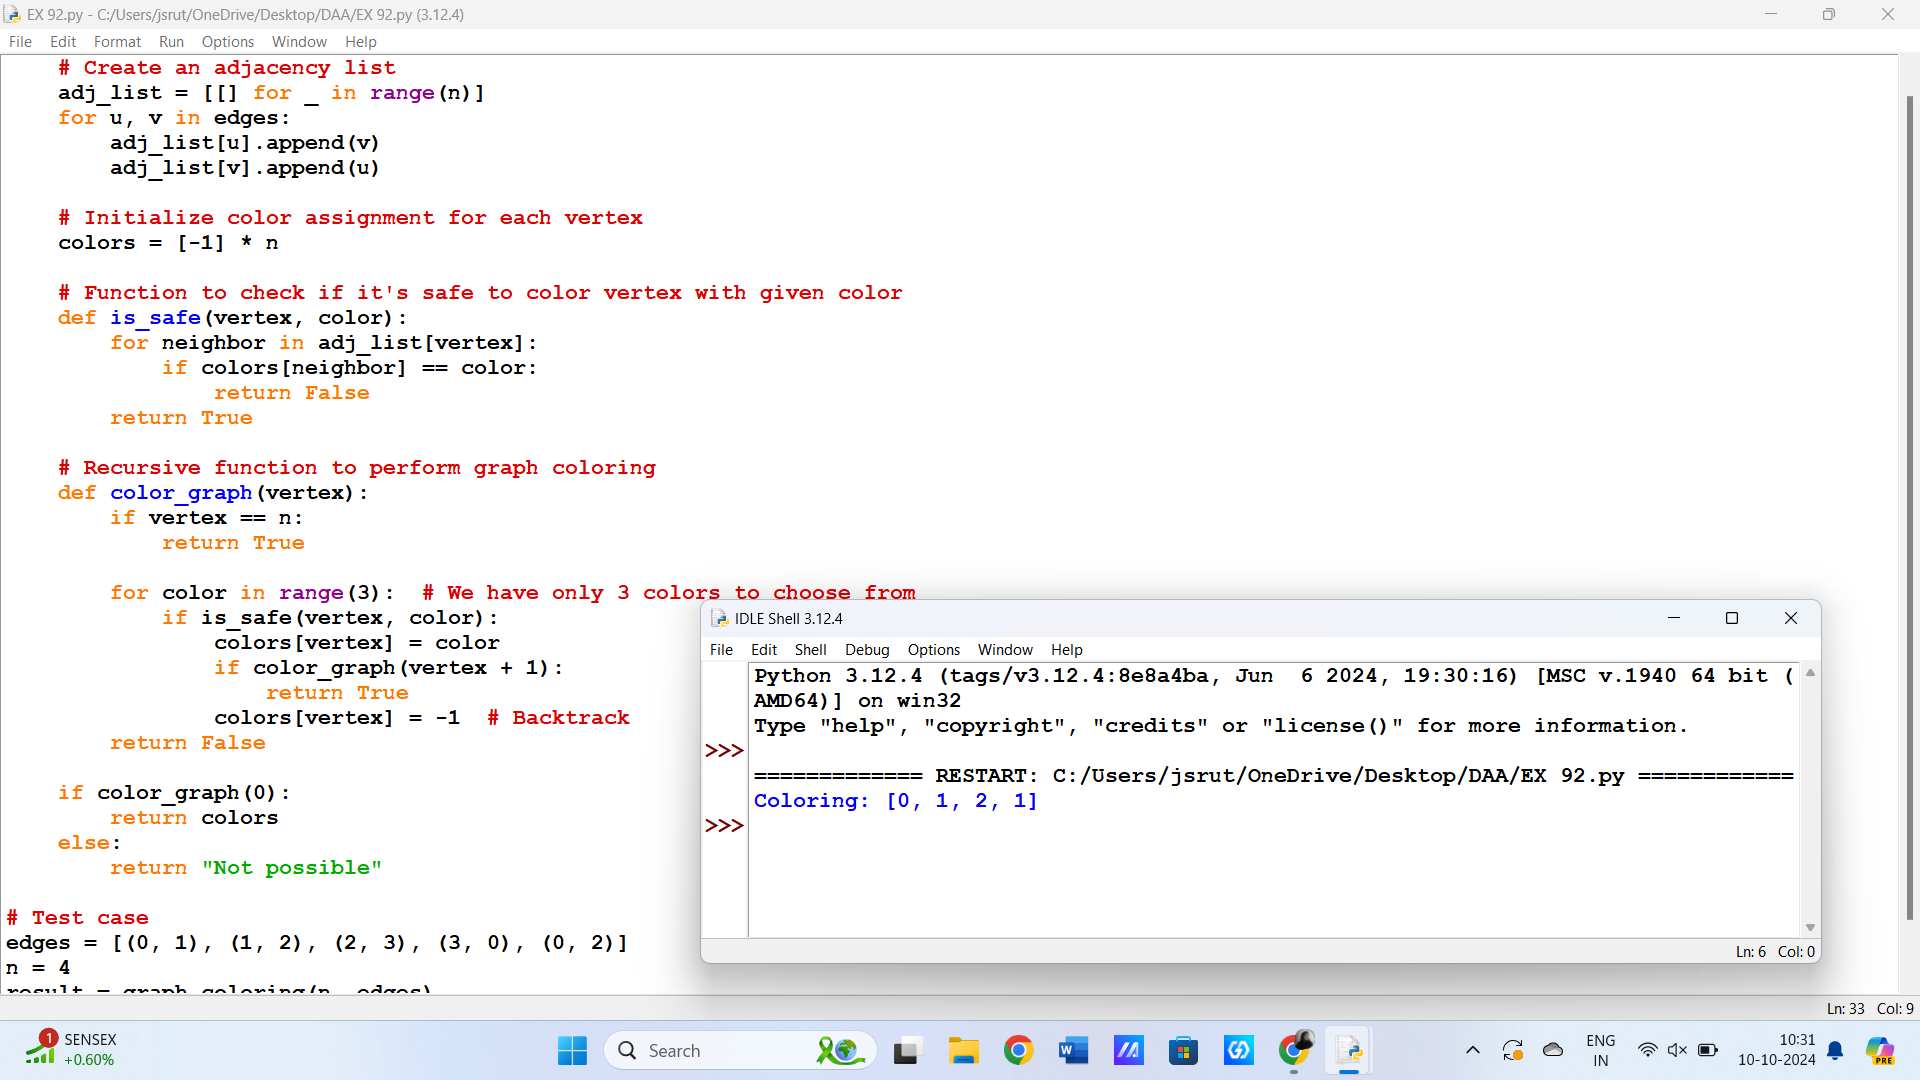 EX 92.py - C:/Users/jsrut/OneDrive/Desktop/DAA/EX 92.py (3.12.4)
File Edit Format Run Options Window Help
# Create an adjacency list
adj_list = [[] for _ in range(n)]
for u, v in edges:
adj_list[u].append(v)
adj_list[v].append(u)
# Initialize color assignment for each vertex
colors = [-1] * n
# Function to check if it's safe to color vertex with given color
def is_safe(vertex, color):
for neighbor in adj_list[vertex]:
if colors[neighbor] == color:
return False
return True
# Recursive function to perform graph coloring
def color_graph(vertex):
if vertex == n:
return True
for color in range(3):  # We have only 3 colors to choose from
if is_safe(vertex, color):
colors[vertex] = color
if color_graph(vertex + 1):
return True
colors[vertex] = -1  # Backtrack
return False
if color_graph(0):
return colors
else:
return "Not possible"
# Test case
edges = [(0, 1), (1, 2), (2, 3), (3, 0), (0, 2)]
n = 4
result = graph_coloring(n, edges)
IDLE Shell 3.12.4
File Edit Shell Debug Options Window Help
Python 3.12.4 (tags/v3.12.4:8e8a4ba, Jun  6 2024, 19:30:16) [MSC v.1940 64 bit (
AMD64)] on win32
Type "help", "copyright", "credits" or "license()" for more information.
>>>
============= RESTART: C:/Users/jsrut/OneDrive/Desktop/DAA/EX 92.py ============
Coloring: [0, 1, 2, 1]
>>>
Ln: 6 Col: 0
Ln: 33 Col: 9
1 SENSEX
+0.60%
Search
W
PRE
ENG
IN
10:31
10-10-2024